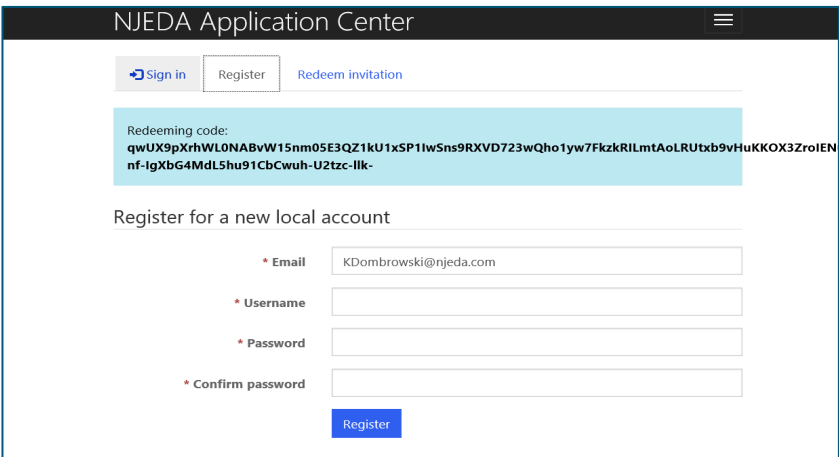 NJEDA Application Center
Sign in
Register
Redeem invitation
Redeeming code:
qwUX9pXrhWL0NABvW15nm05E3QZ1kU1xSP1IwSns9RXVD723wQho1yw7FkzkRILmtAoLRUtxb9vHuKKOX3ZroIEN
nf-IgXbG4MdL5hu91CbCwuh-U2tzc-llk-
Register for a new local account
* Email
KDombrowski@njeda.com
* Username
* Password
* Confirm password
Register